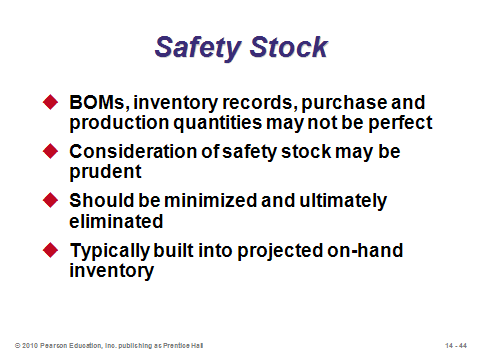 Safety Stock
BOMs, inventory records, purchase and
production quantities may not be perfect
Consideration of safety stock may be
prudent
Should be minimized and ultimately
eliminated
Typically built into projected on-hand
inventory
© 2010 Pearson Education, Inc. publishing as Prentice Hall
14 - 44